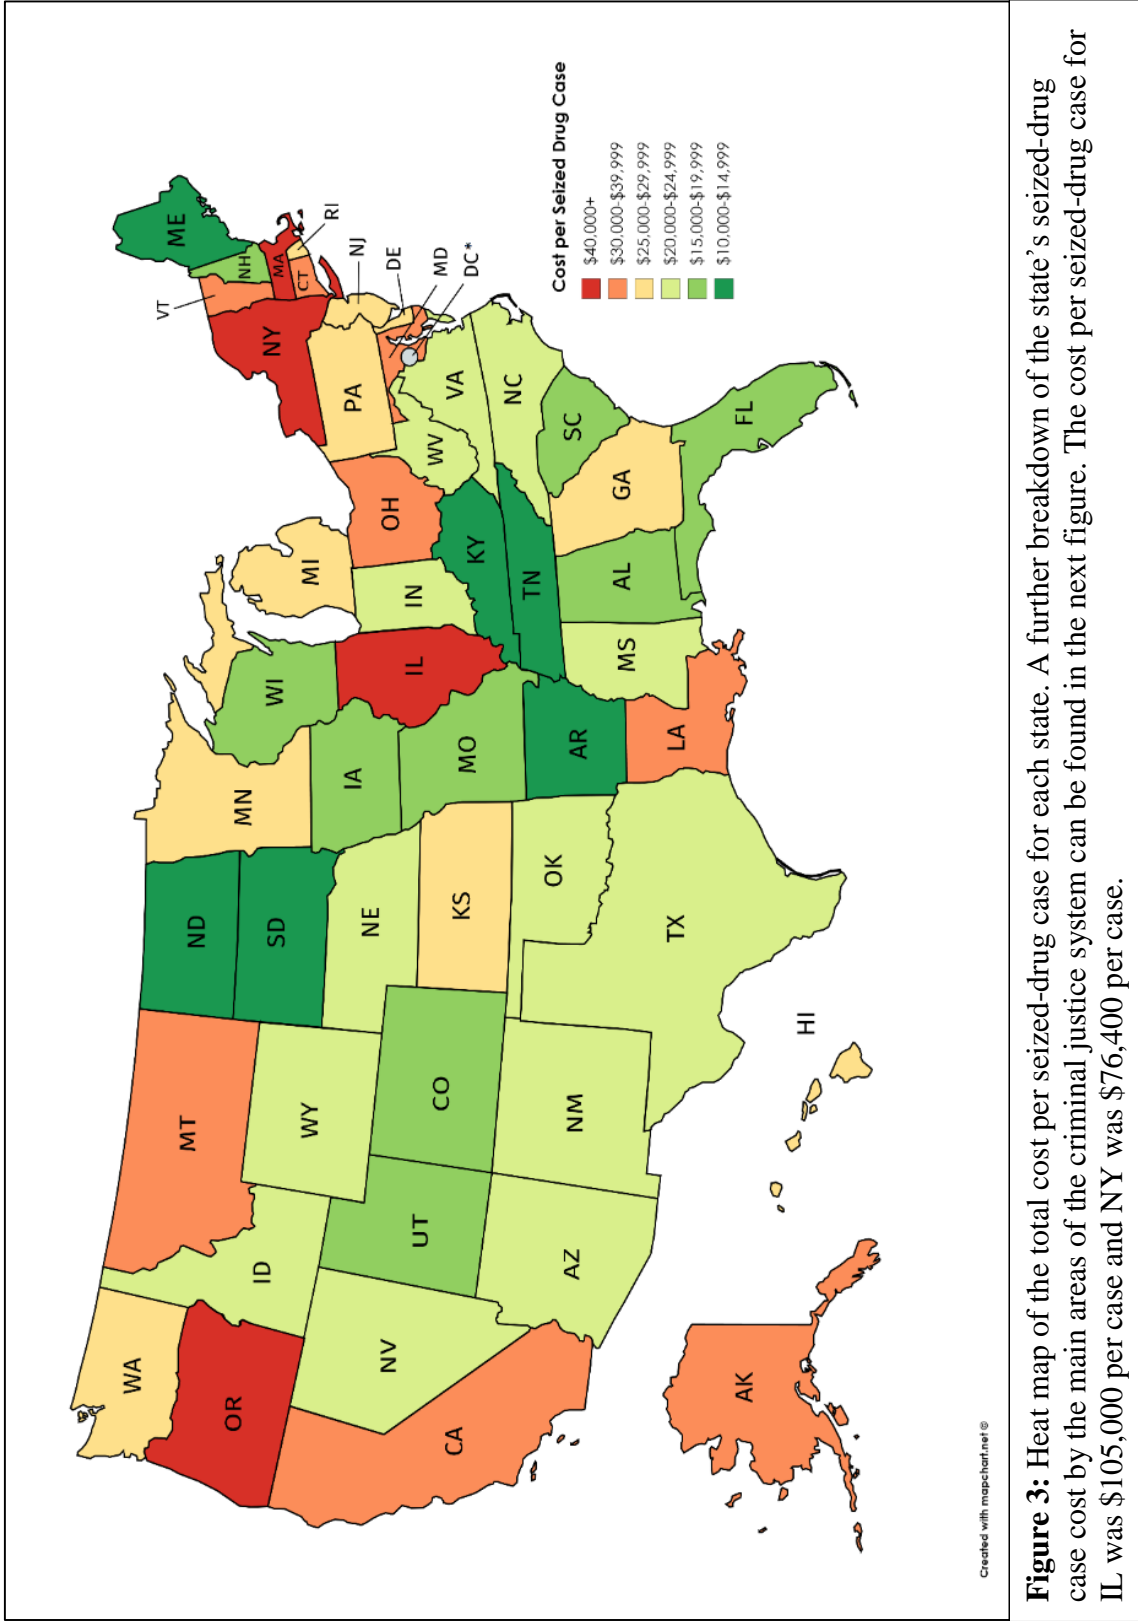 WA
OR
CA
NV
ID
MT
WY
UT
AZ
CO
NM
ND
SD
NE
KS
OK
TX
MN
IA
MO
AR
LA
WI
IL
MS
MI
IN
KY
TN
AL
OH
GA
FL
SC
NC
VA
WV
PA
NY
VT
NH
ME
MA
CT
RI
NJ
DE
MD
DC*
AK
HI
Cost per Seized Drug Case
$40,000+
$30,000-$39,999
$25,000-$29,999
$20,000-$24,999
$15,000-$19,999
$10,000-$14,999
Created with mapchart.net ©
Figure 3: Heat map of the total cost per seized-drug case for each state. A further breakdown of the state’s seized-drug
case cost by the main areas of the criminal justice system can be found in the next figure. The cost per seized-drug case for
IL was $105,000 per case and NY was $76,400 per case.